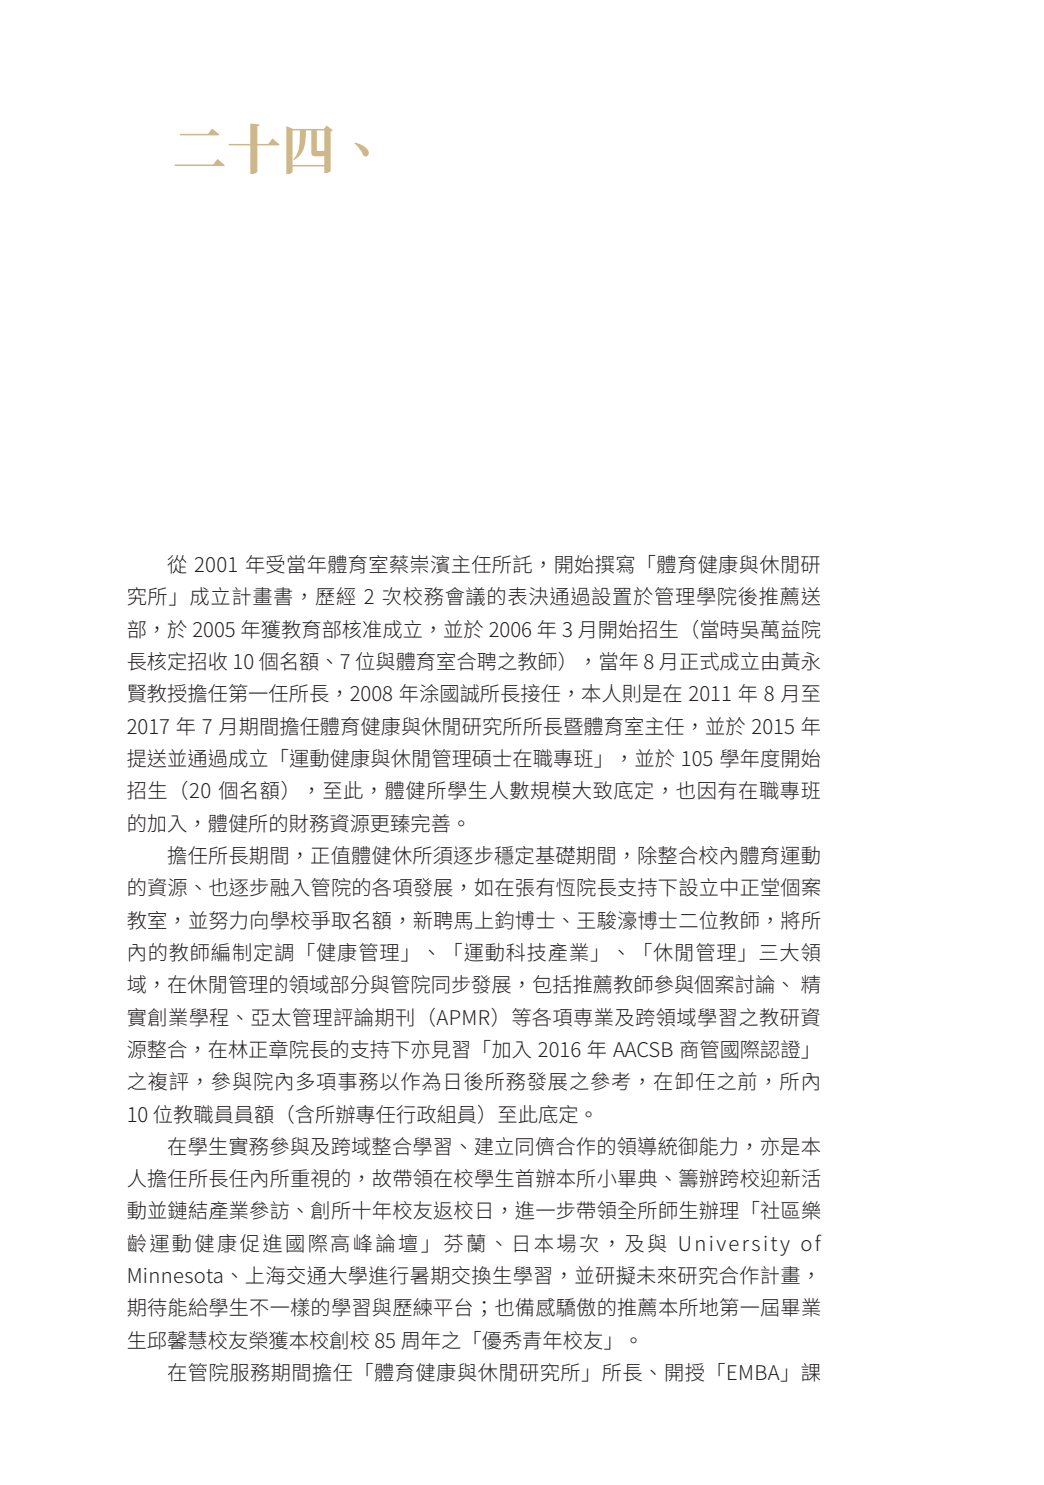 二十四、
從 2001 年受當年體育室蔡崇濱主任所託，開始撰寫「體育健康與休閒研
究所」成立計畫書，歷經 2 次校務會議的表決通過設置於管理學院後推薦送
部，於 2005 年獲教育部核准成立，並於 2006 年 3 月開始招生（當時吳萬益院
長核定招收 10 個名額、7 位與體育室合聘之教師），當年 8 月正式成立由黃永
賢教授擔任第一任所長，2008 年涂國誠所長接任，本人則是在 2011 年 8 月至
2017 年 7 月期間擔任體育健康與休閒研究所所長暨體育室主任，並於 2015 年
提送並通過成立「運動健康與休閒管理碩士在職專班」，並於 105 學年度開始
招生（20 個名額），至此，體健所學生人數規模大致底定，也因有在職專班
的加入，體健所的財務資源更臻完善。
擔任所長期間，正值體健休所須逐步穩定基礎期間，除整合校內體育運動
的資源、也逐步融入管院的各項發展，如在張有恆院長支持下設立中正堂個案
教室，並努力向學校爭取名額，新聘馬上鈞博士、王駿濠博士二位教師，將所
內的教師編制定調「健康管理」、「運動科技產業」、「休閒管理」三大領
域，在休閒管理的領域部分與管院同步發展，包括推薦教師參與個案討論、 精
實創業學程、亞太管理評論期刊（APMR）等各項專業及跨領域學習之教研資
源整合，在林正章院長的支持下亦見習「加入 2016 年 AACSB 商管國際認證」
之複評，參與院內多項事務以作為日後所務發展之參考，在卸任之前，所內
10 位教職員員額（含所辦專任行政組員）至此底定。
在學生實務參與及跨域整合學習、建立同儕合作的領導統御能力，亦是本
人擔任所長任內所重視的，故帶領在校學生首辦本所小畢典、籌辦跨校迎新活
動並鏈結產業參訪、創所十年校友返校日，進一步帶領全所師生辦理「社區樂
齡運動健康促進國際高峰論壇」芬蘭、日本場次，及與 University of
Minnesota、上海交通大學進行暑期交換生學習，並研擬未來研究合作計畫，
期待能給學生不一樣的學習與歷練平台；也備感驕傲的推薦本所地第一屆畢業
生邱馨慧校友榮獲本校創校 85 周年之「優秀青年校友」。
在管院服務期間擔任「體育健康與休閒研究所」所長、開授「EMBA」課